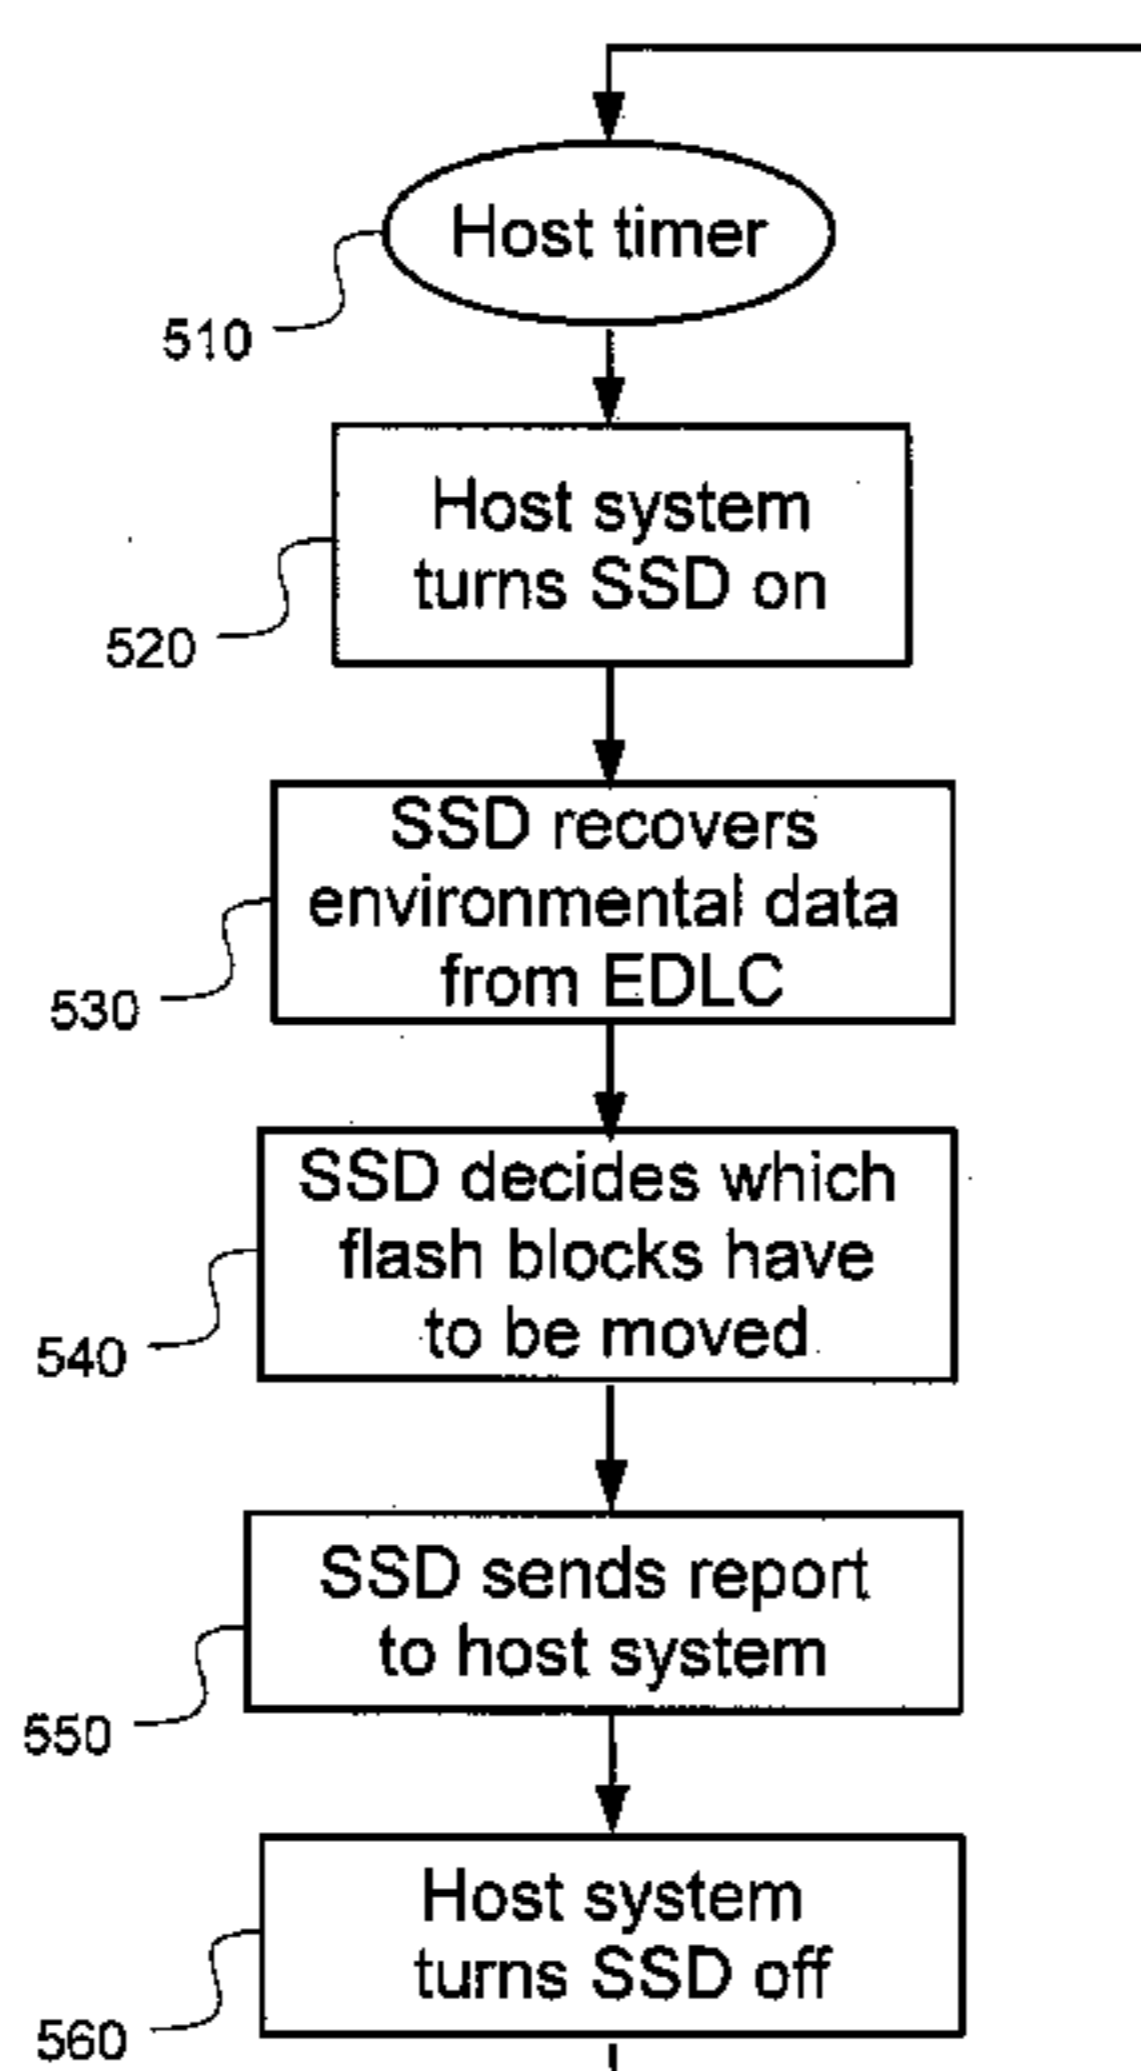 Host timer
510
Host system
turns SSD on
520
SSD recovers
environmental data
from EDLC
530
SSD decides which
flash blocks have
to be moved
540
SSD sends report
to host system
550
Host system
turns SSD off
560